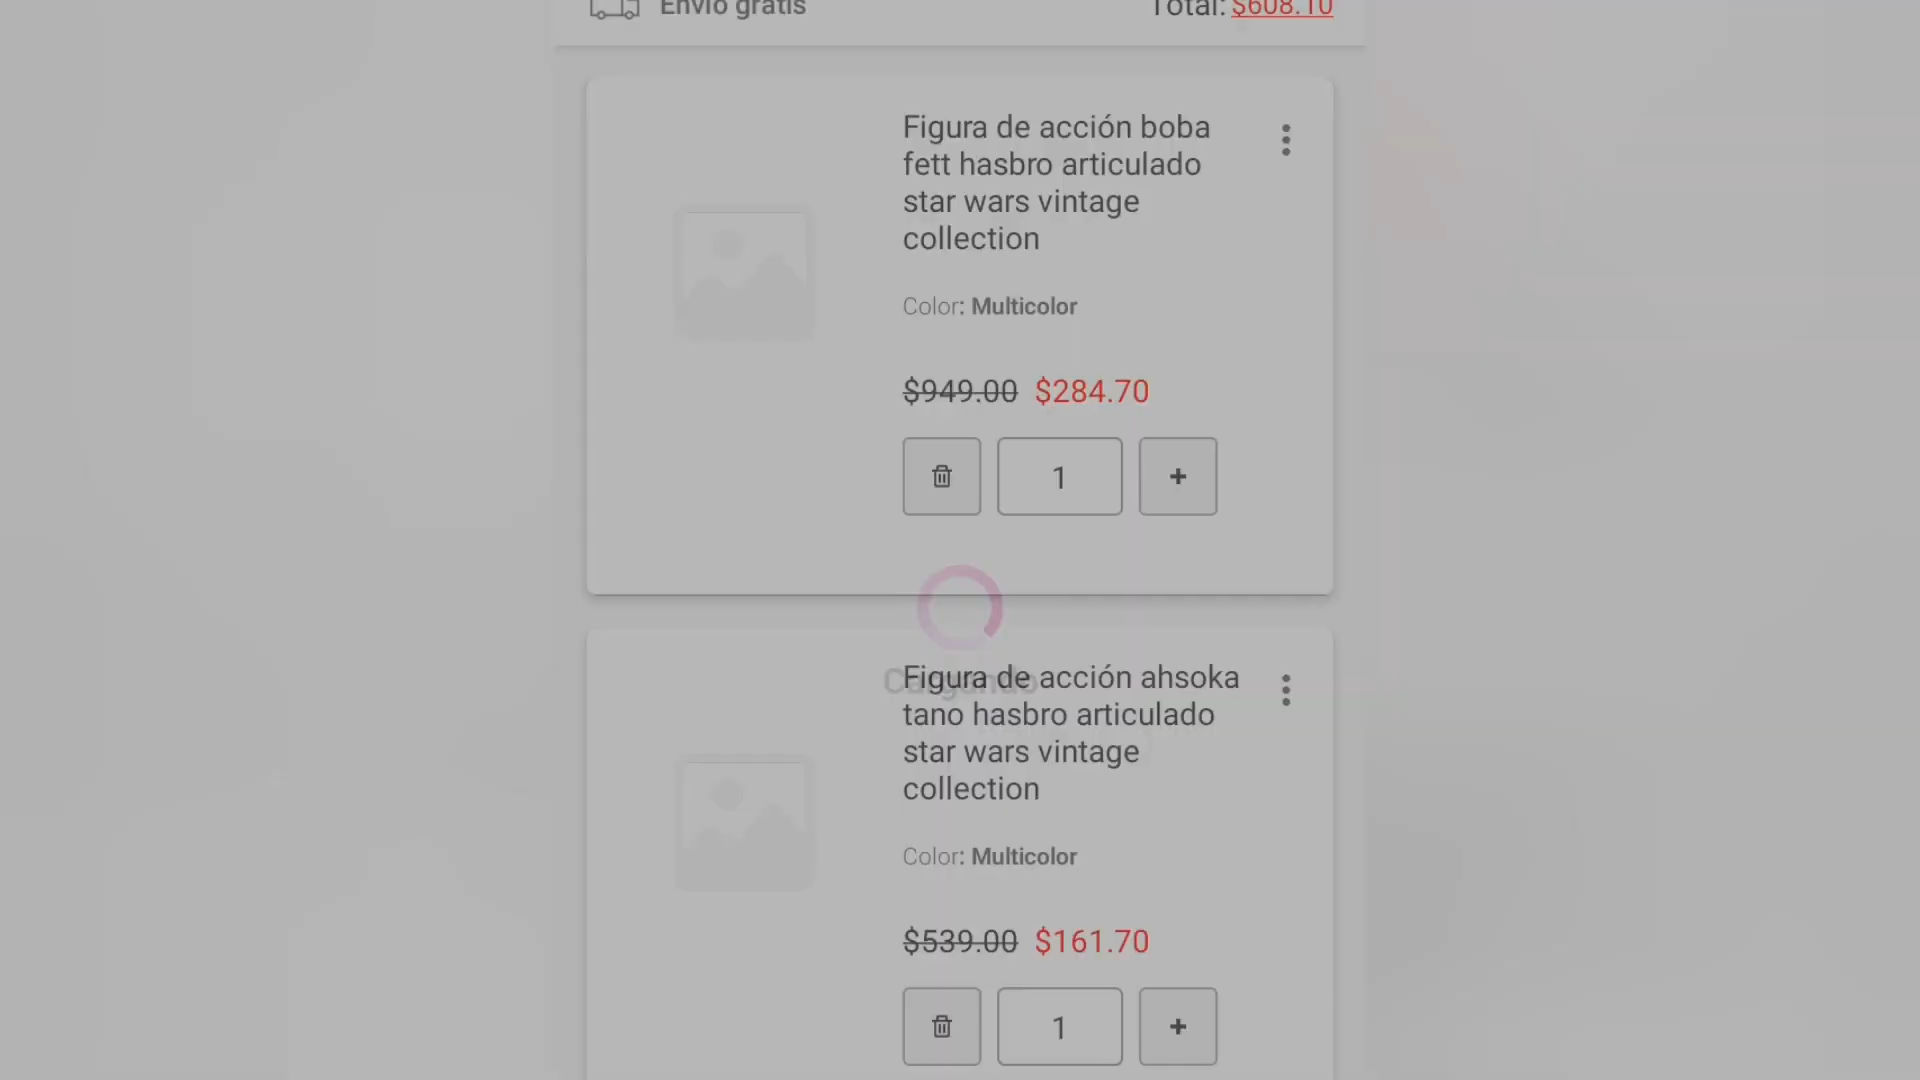 Envío gratis
Total: $608.10
Figura de acción boba
fett hasbro articulado
star wars vintage
collection
Color: Multicolor
$949.00 $284.70
1 +
Cargando
Figura de acción ahsoka
tano hasbro articulado
star wars vintage
collection
Color: Multicolor
$539.00 $161.70
1 +